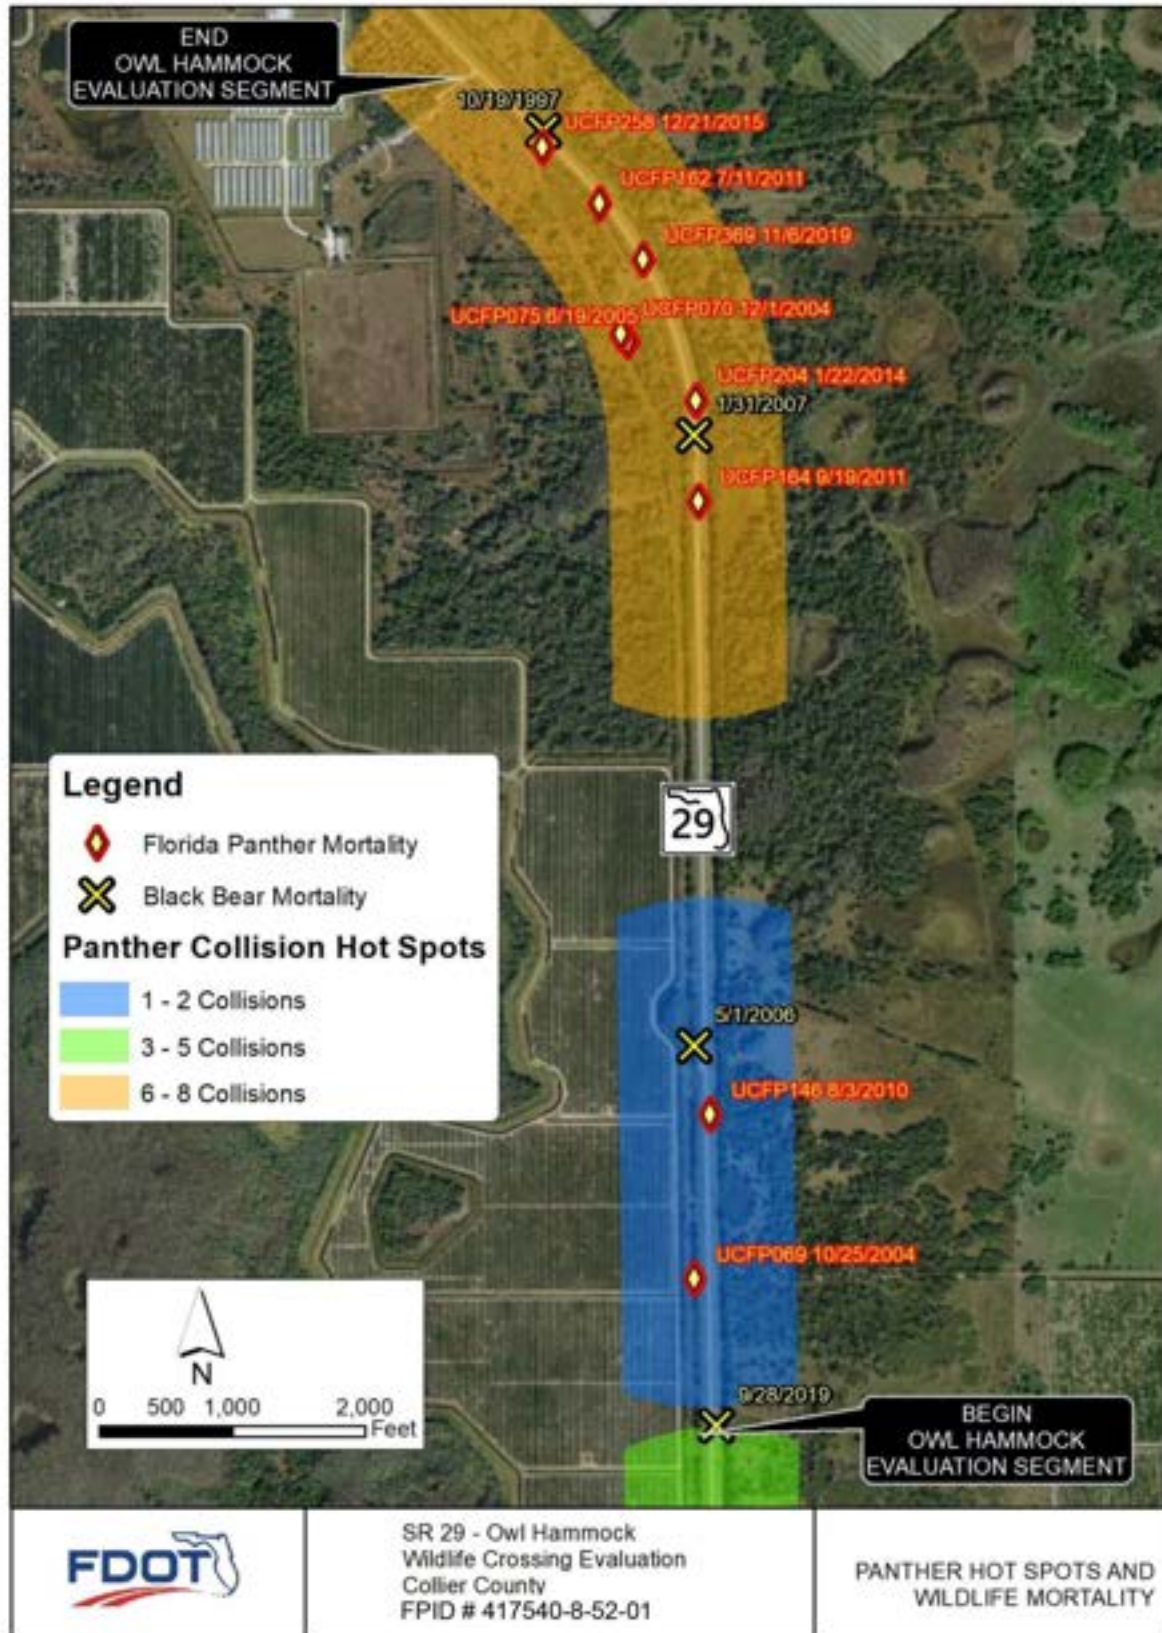 END
OWL HAMMOCK
EVALUATION SEGMENT
10/19/1997
UCFP258 12/21/2015
UCFP162 7/11/2011
UCFP369 11/6/2019
UCFP075 6/19/2005
UCFP070 12/1/2004
UCFP204 1/22/2014
1/31/2007
UCFP164 9/19/2011
29
Legend
Florida Panther Mortality
Black Bear Mortality
Panther Collision Hot Spots
1 - 2 Collisions
3 - 5 Collisions
6 - 8 Collisions
5/1/2006
UCFP146 8/3/2010
UCFP069 10/25/2004
N
0 500 1,000 2,000
Feet
9/28/2019
BEGIN
OWL HAMMOCK
EVALUATION SEGMENT
FDOT
SR 29 - Owl Hammock
Wildlife Crossing Evaluation
Collier County
FPID # 417540-8-52-01
PANTHER HOT SPOTS AND
WILDLIFE MORTALITY